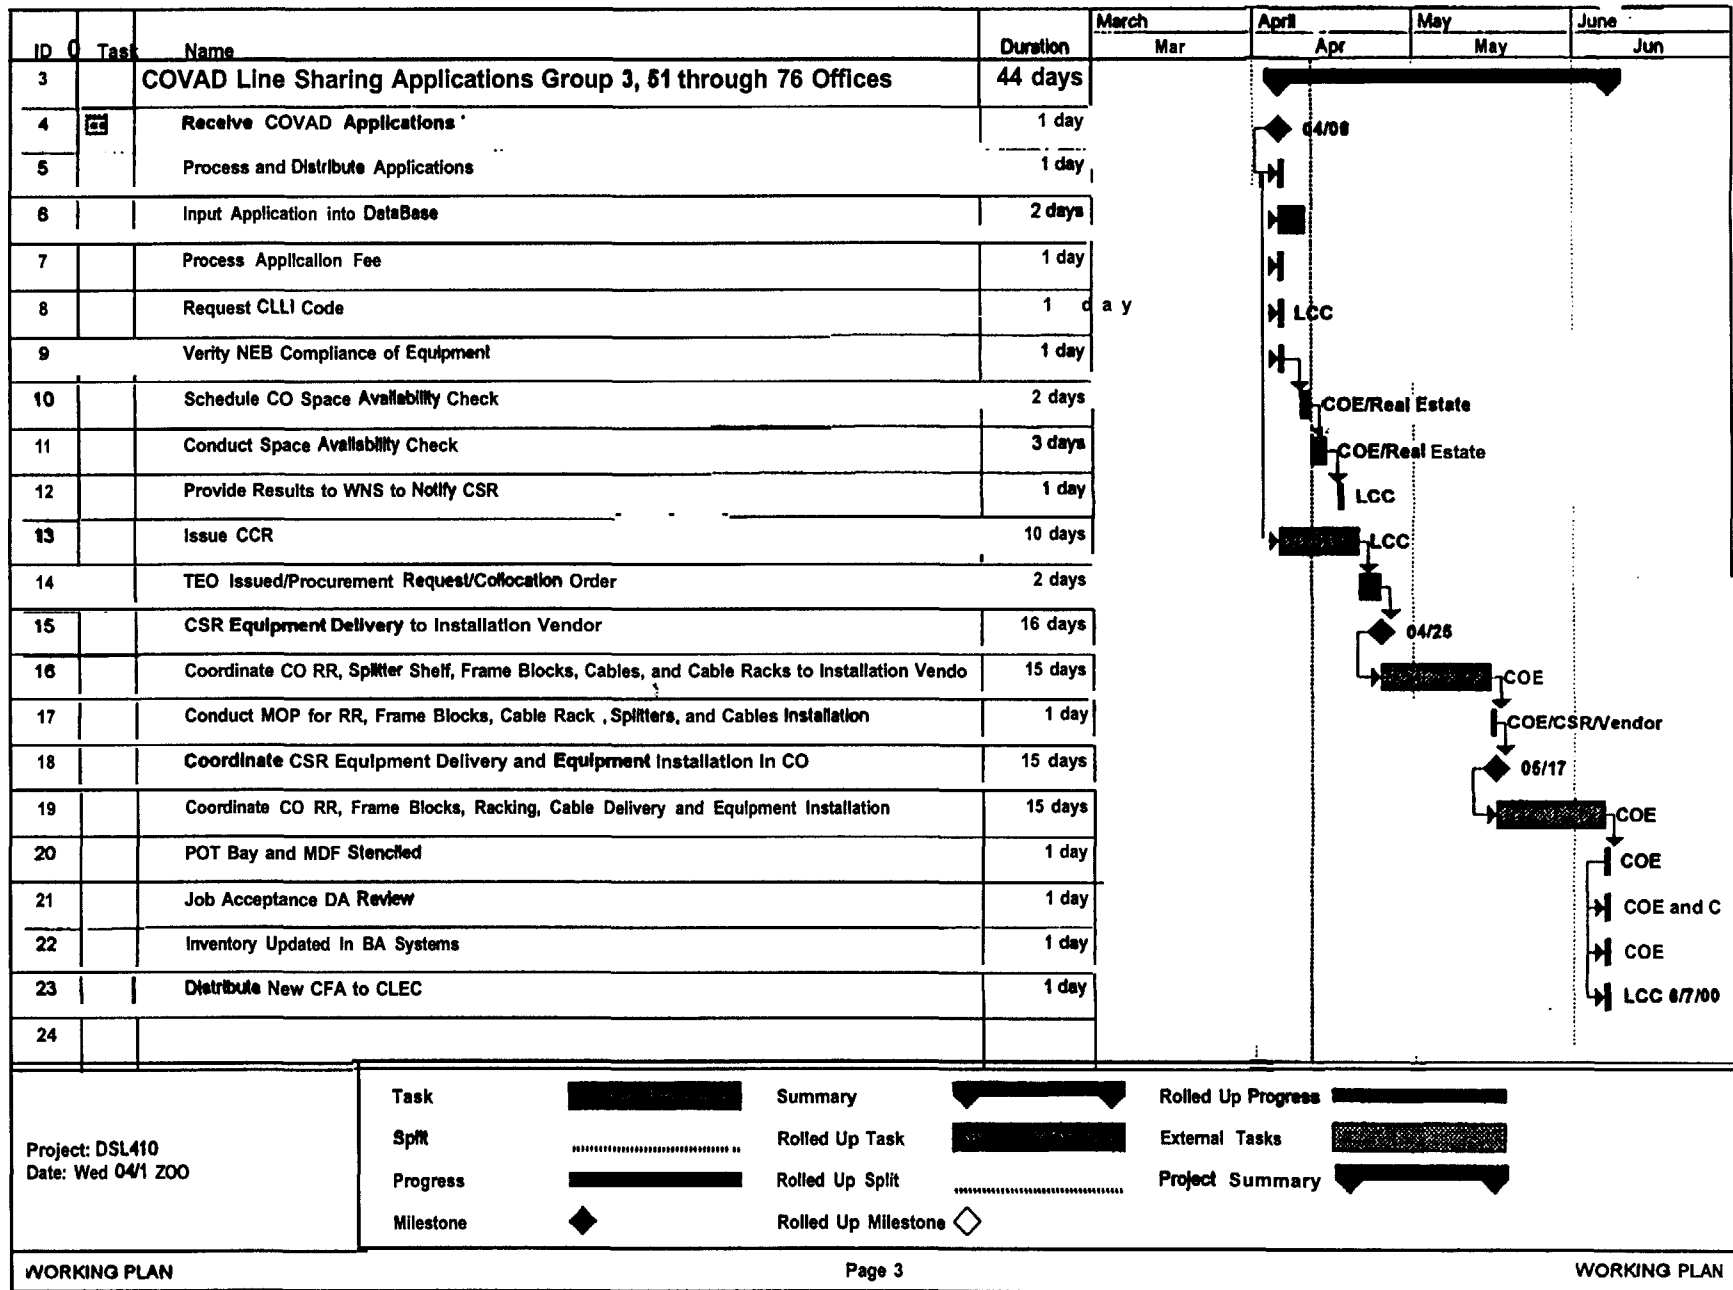 March April May June
ID 0 Task Name Duration Mar Apr May Jun
3 COVAD Line Sharing Applications Group 3, 51 through 76 Offices 44 days
4 Receive COVAD Applications 1 day 04/06
5 Process and Distribute Applications 1 day
6 Input Application into DataBase 2 days
7 Process Application Fee 1 day
8 Request CLLI Code 1 day LCC
9 Verity NEB Compliance of Equipment 1 day
10 Schedule CO Space Availability Check 2 days COE/Real Estate
11 Conduct Space Availability Check 3 days COE/Real Estate
12 Provide Results to WNS to Notify CSR 1 day LCC
13 Issue CCR 10 days LCC
14 TEO Issued/Procurement Request/Collocation Order 2 days
15 CSR Equipment Delivery to Installation Vendor 16 days 04/25
16 Coordinate CO RR, Splitter Shelf, Frame Blocks, Cables, and Cable Racks to Installation Vendo 15 days COE
17 Conduct MOP for RR, Frame Blocks, Cable Rack , Splitters, and Cables Installation 1 day COE/CSR/Vendor
18 Coordinate CSR Equipment Delivery and Equipment Installation In CO 15 days 05/17
19 Coordinate CO RR, Frame Blocks, Racking, Cable Delivery and Equipment Installation 15 days COE
20 POT Bay and MDF Stenciled 1 day COE
21 Job Acceptance DA Review 1 day COE and C
22 Inventory Updated In BA Systems 1 day COE
23 Distribute New CFA to CLEC 1 day LCC 6/7/00
24
Task Summary Rolled Up Progress
Split Rolled Up Task External Tasks
Progress Rolled Up Split Project Summary
Milestone Rolled Up Milestone
Project: DSL410
Date: Wed 04/1 ZOO
WORKING PLAN Page 3 WORKING PLAN